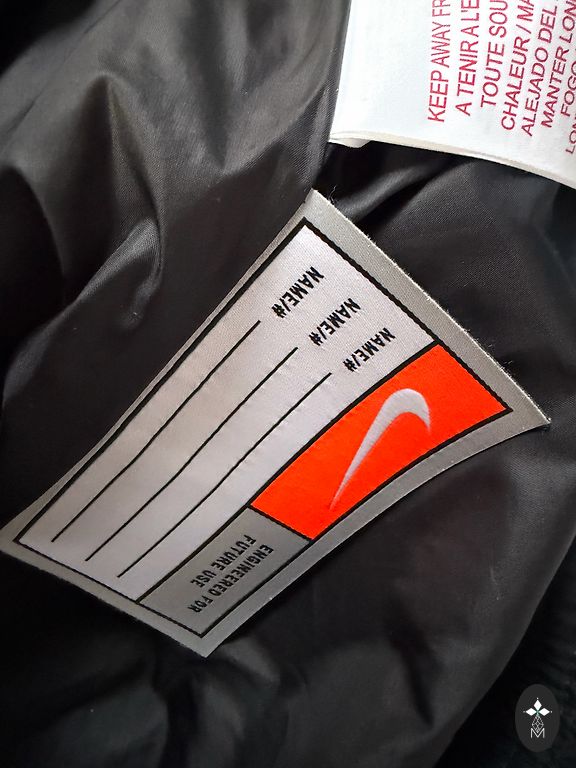 KEEP AWAY FR
A TENIR A L'E
TOUTE SOU
CHALEUR / MA
ALEJADO DEL
MANTER LON
FOGO
NAME/#
NAME/#
NAME/#
ENGINEERED FOR
FUTURE USE
M